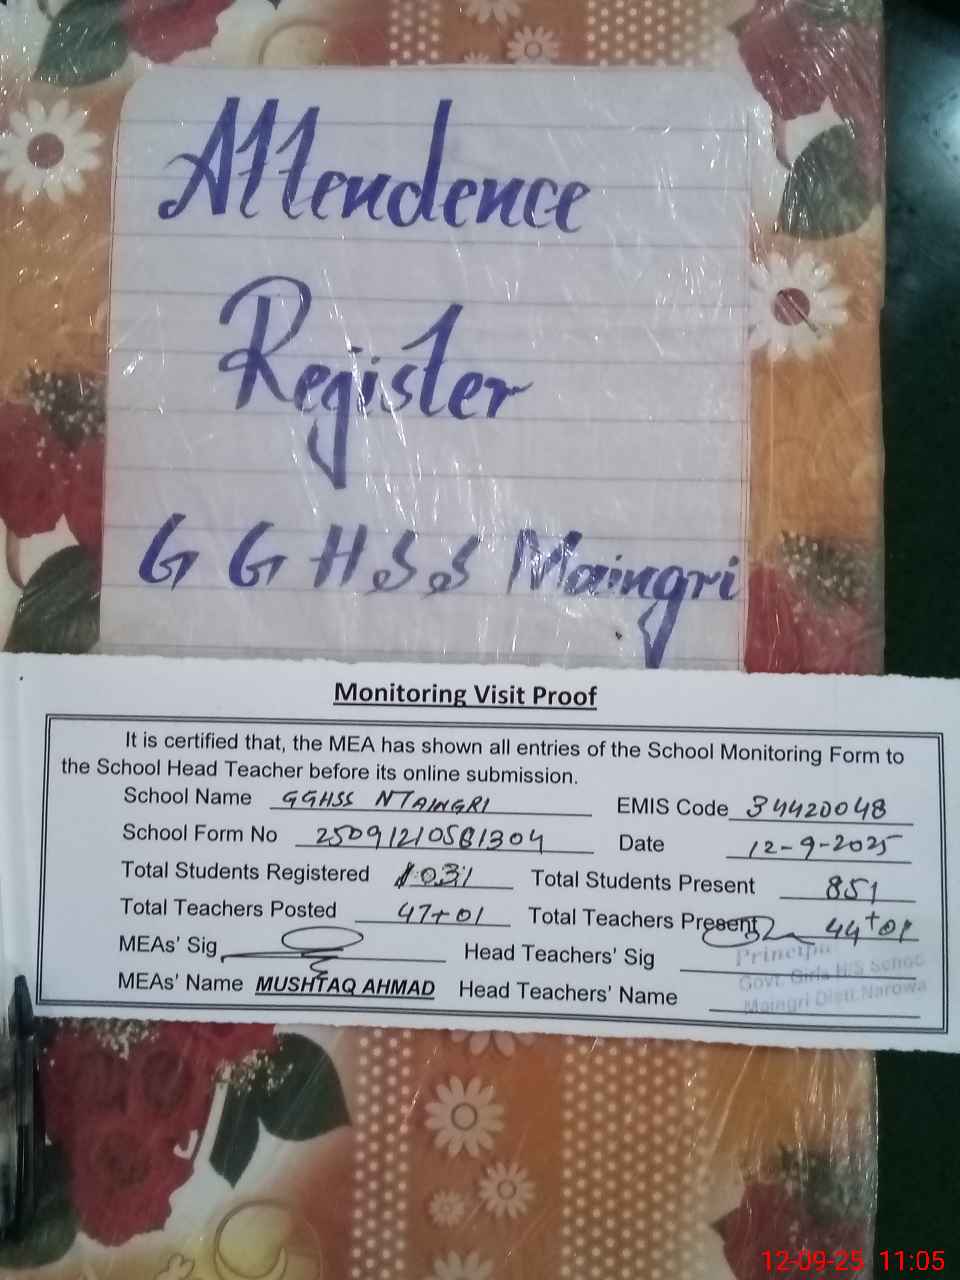 Attendence
Register
G G H S S Maingri
Monitoring Visit Proof
It is certified that, the MEA has shown all entries of the School Monitoring Form to
the School Head Teacher before its online submission.
School Name GGHSS MAINGRI EMIS Code 34420048
School Form No Date 12-9-2025
Total Students Registered 1031 Total Students Present 851
Total Teachers Posted 47+01 Total Teachers Present 44+01
MEAs' Sig Head Teachers' Sig
Principa
MEAs' Name MUSHTAQ AHMAD Head Teachers' Name
Govt. Girls H/S School
Maingri Distt.Narowa
12-09-25 11:05